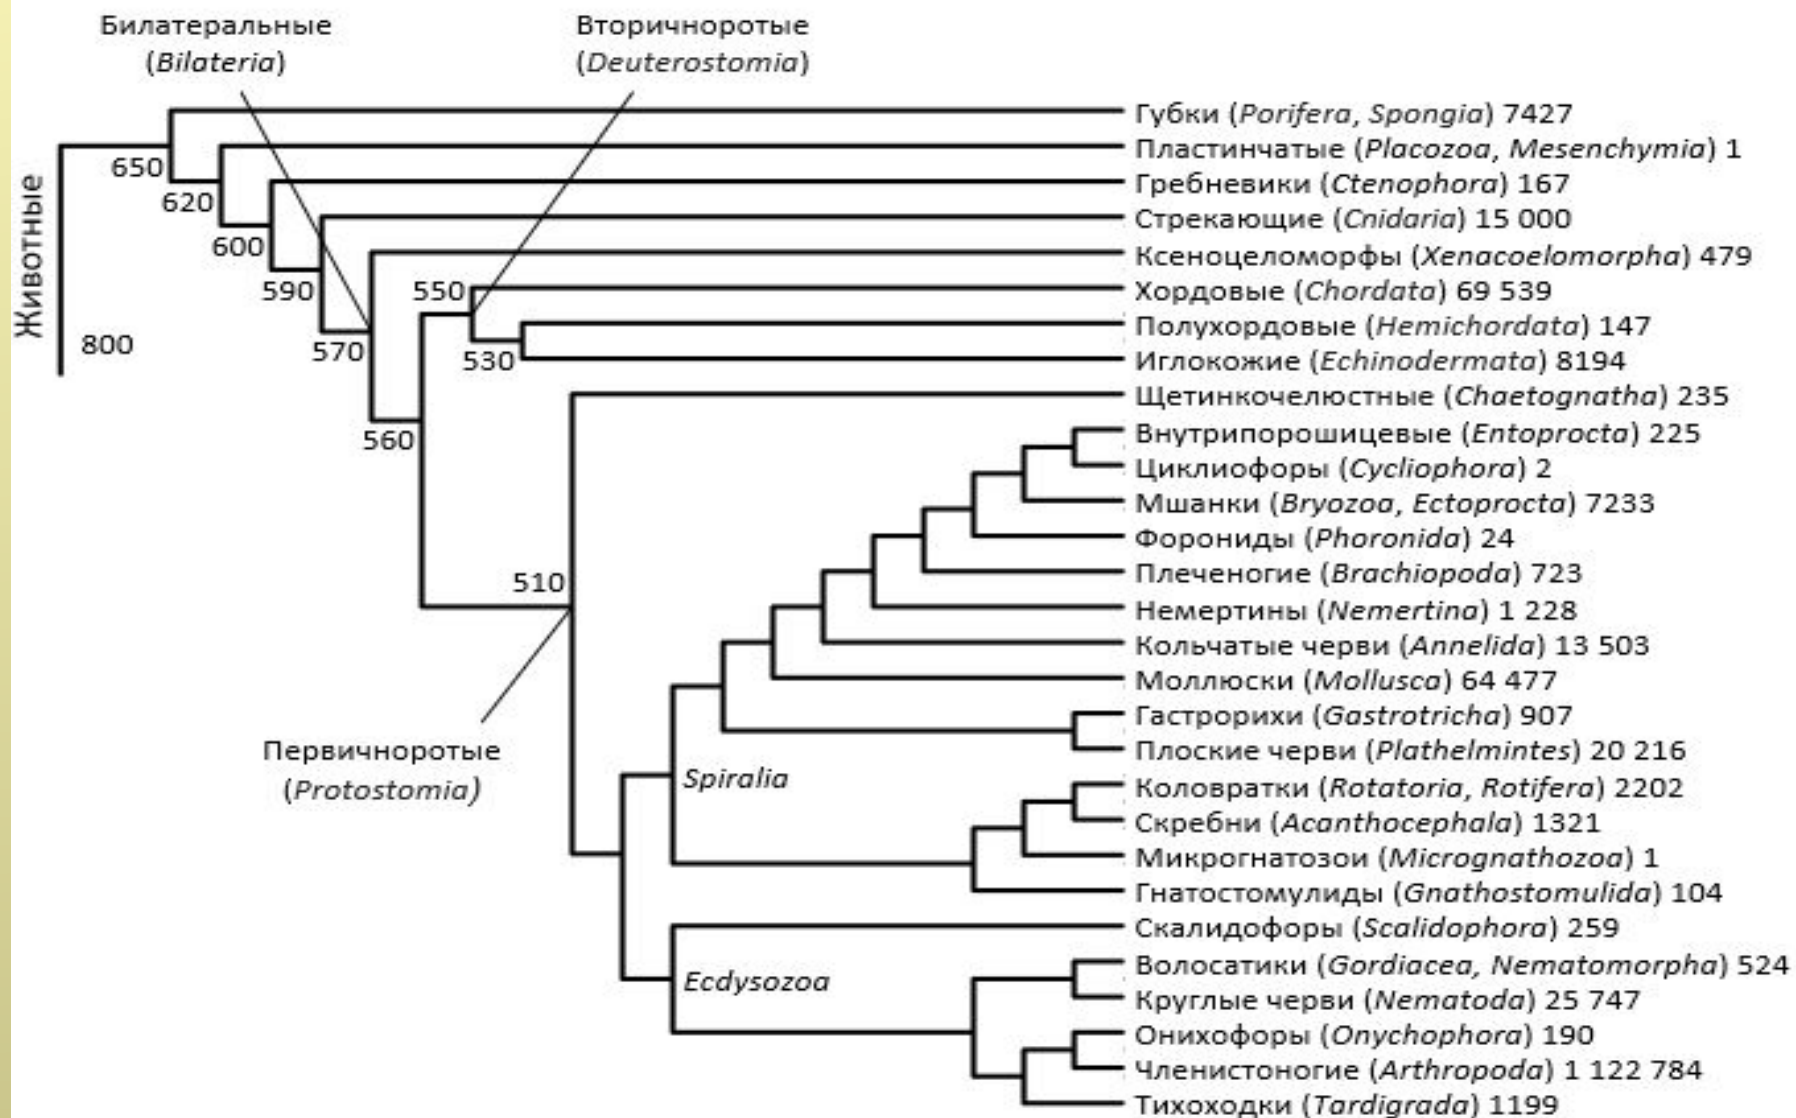 Билатеральные
(Bilateria)
Вторичноротые
(Deuterostomia)
Животные
800
650
620
600
590
570
560
550
530
510
Первичноротые
(Protostomia)
Spiralia
Ecdysozoa
Губки (Porifera, Spongia) 7427
Пластинчатые (Placozoa, Mesenchymia) 1
Гребневики (Ctenophora) 167
Стрекающие (Cnidaria) 15 000
Ксеноцеломорфы (Xenacoelomorpha) 479
Хордовые (Chordata) 69 539
Полухордовые (Hemichordata) 147
Иглокожие (Echinodermata) 8194
Щетинкочелюстные (Chaetognatha) 235
Внутрипорошицевые (Entoprocta) 225
Циклиофоры (Cycliophora) 2
Мшанки (Bryozoa, Ectoprocta) 7233
Форониды (Phoronida) 24
Плеченогие (Brachiopoda) 723
Немертины (Nemertina) 1 228
Кольчатые черви (Annelida) 13 503
Моллюски (Mollusca) 64 477
Гастрорихи (Gastrotricha) 907
Плоские черви (Plathelmintes) 20 216
Коловратки (Rotatoria, Rotifera) 2202
Скребни (Acanthocephala) 1321
Микрогнатозои (Micrognathozoa) 1
Гнатостомулиды (Gnathostomulida) 104
Скалидофоры (Scalidophora) 259
Волосатики (Gordiacea, Nematomorpha) 524
Круглые черви (Nematoda) 25 747
Онихофоры (Onychophora) 190
Членистоногие (Arthropoda) 1 122 784
Тихоходки (Tardigrada) 1199